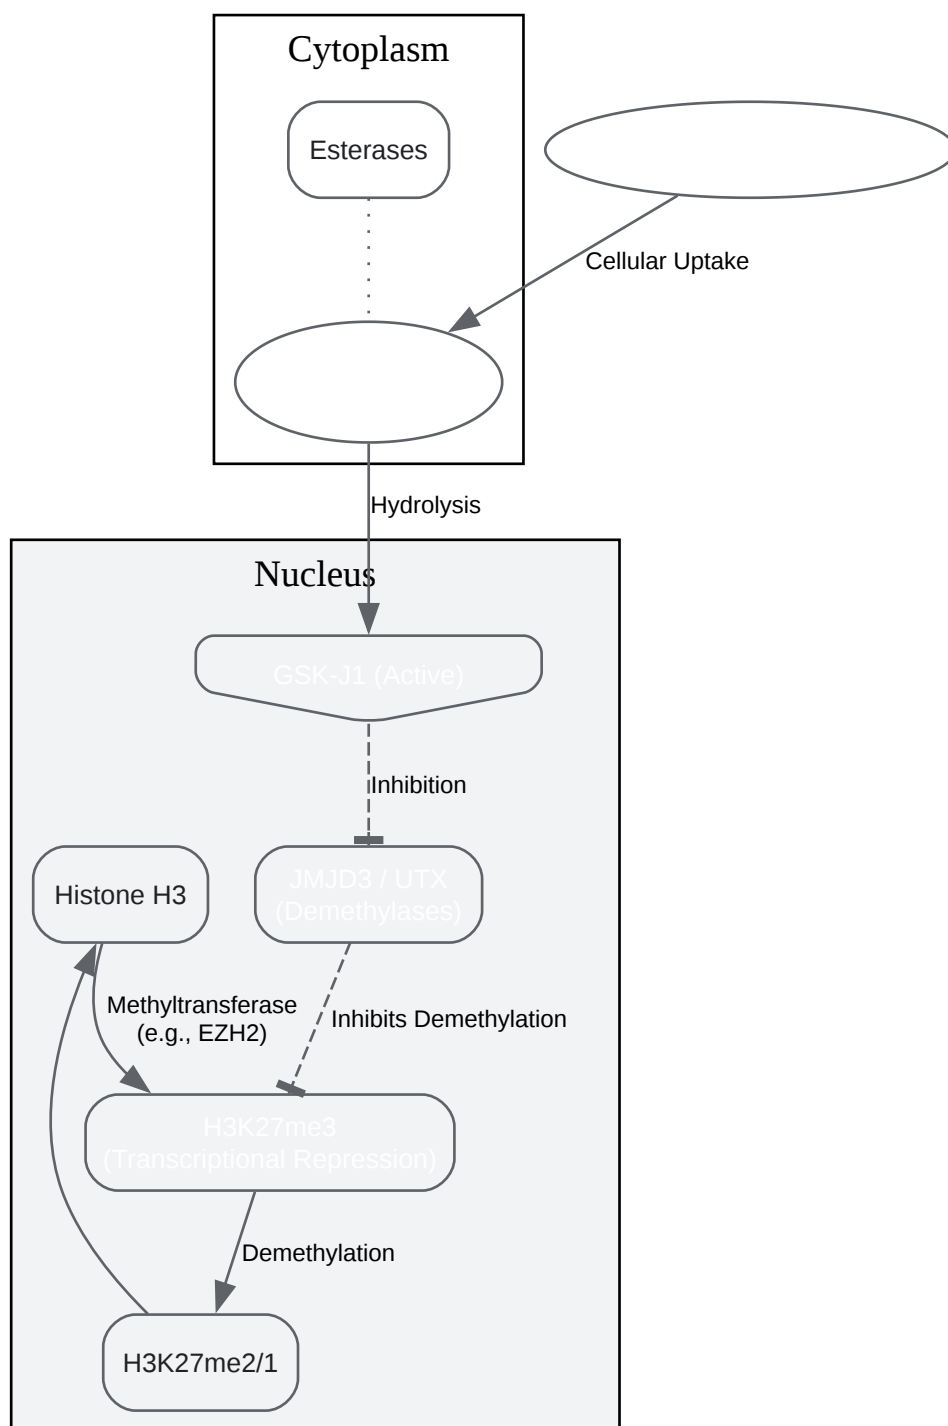 Cytoplasm
Esterases
Cellular Uptake
Hydrolysis
Nucleus
GSK-J1 (Active)
Inhibition
Histone H3
JMJD3 / UTX
(Demethylases)
Methyltransferase
(e.g., EZH2)
Inhibits Demethylation
H3K27me3
(Transcriptional Repression)
Demethylation
H3K27me2/1